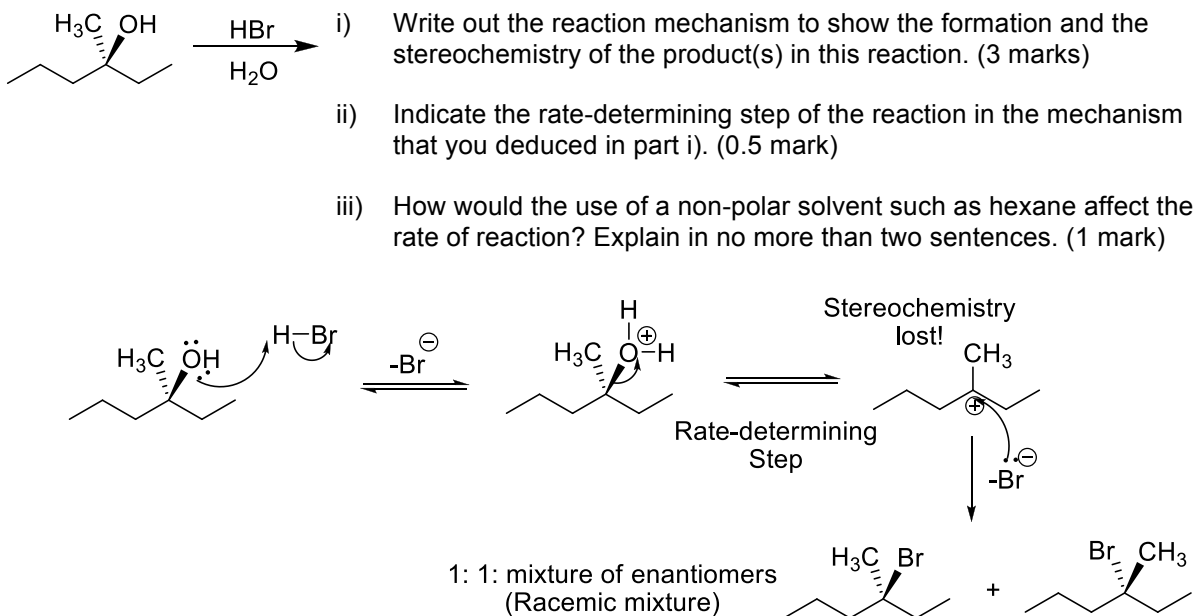 H₃C OH
HBr
H₂O
i) Write out the reaction mechanism to show the formation and the
stereochemistry of the product(s) in this reaction. (3 marks)
ii) Indicate the rate-determining step of the reaction in the mechanism
that you deduced in part i). (0.5 mark)
iii) How would the use of a non-polar solvent such as hexane affect the
rate of reaction? Explain in no more than two sentences. (1 mark)
H₃C ÖH
H–Br
-Br⊖
H
H₃C O⊕–H
Rate-determining
Step
Stereochemistry
lost!
CH₃
⊕
⊖
-Br
1: 1: mixture of enantiomers
(Racemic mixture)
H₃C Br
+
Br CH₃